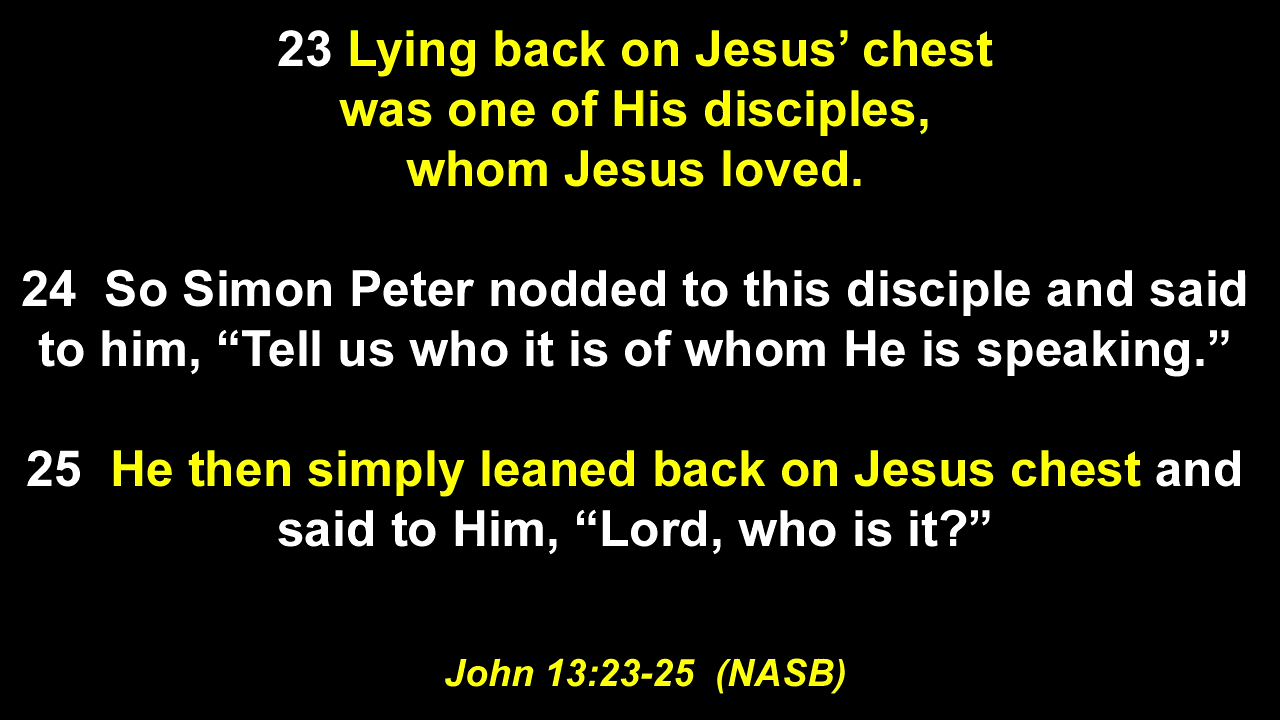 23 Lying back on Jesus’ chest
was one of His disciples,
whom Jesus loved.
24  So Simon Peter nodded to this disciple and said
to him, “Tell us who it is of whom He is speaking.”
25  He then simply leaned back on Jesus chest and
said to Him, “Lord, who is it?”
John 13:23-25  (NASB)